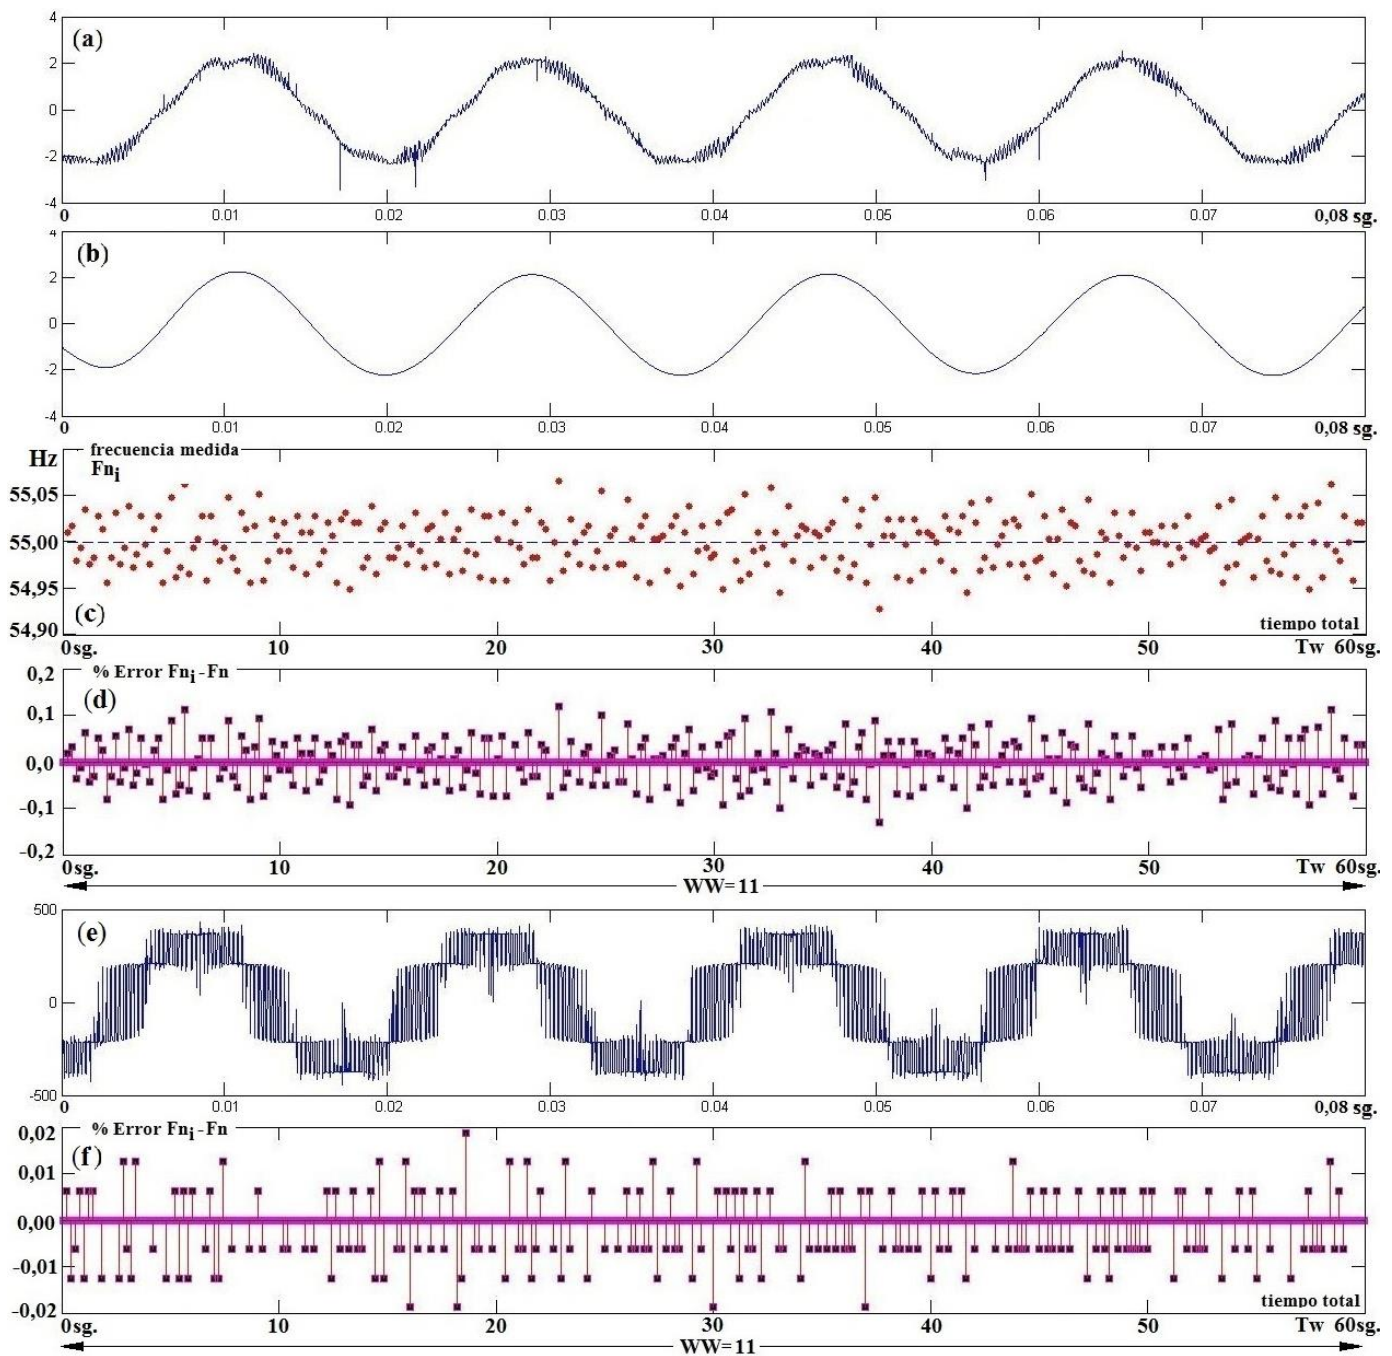 4
(a)
2
0
-2
-4
0 0.01 0.02 0.03 0.04 0.05 0.06 0.07 0,08 sg.
4
(b)
2
0
-2
-4
0 0.01 0.02 0.03 0.04 0.05 0.06 0.07 0,08 sg.
frecuencia medida
Hz Fni
55,05
55,00
54,95
(c)
54,90 tiempo total
0sg. 10 20 30 40 50 Tw 60sg.
0,2 % Error Fni - Fn
(d)
0,1
0,0
-0,1
-0,2
0sg. 10 20 30 40 50 Tw 60sg.
WW=11
500
(e)
0
-500
0 0.01 0.02 0.03 0.04 0.05 0.06 0.07 0,08 sg.
0,02 % Error Fni - Fn
(f)
0,01
0,00
-0,01
-0,02 tiempo total
0sg. 10 20 30 40 50 Tw 60sg.
WW=11